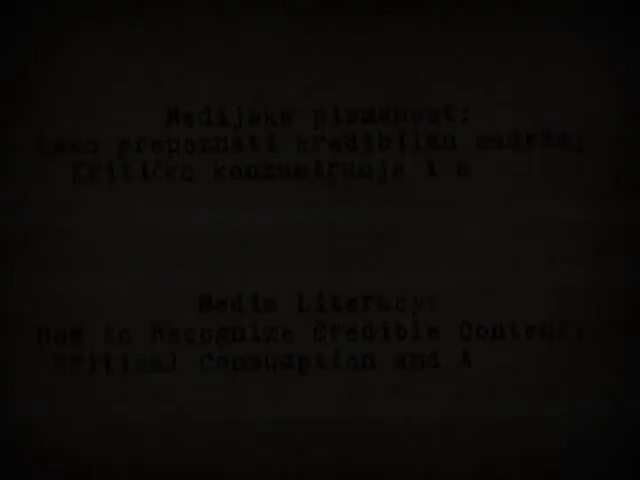 Medijska pismenost:
kako prepoznati kredibilan sadržaj
Kritičko konzumiranje i o
Media Literacy:
How to Recognize Credible Content:
Critical Consumption and A